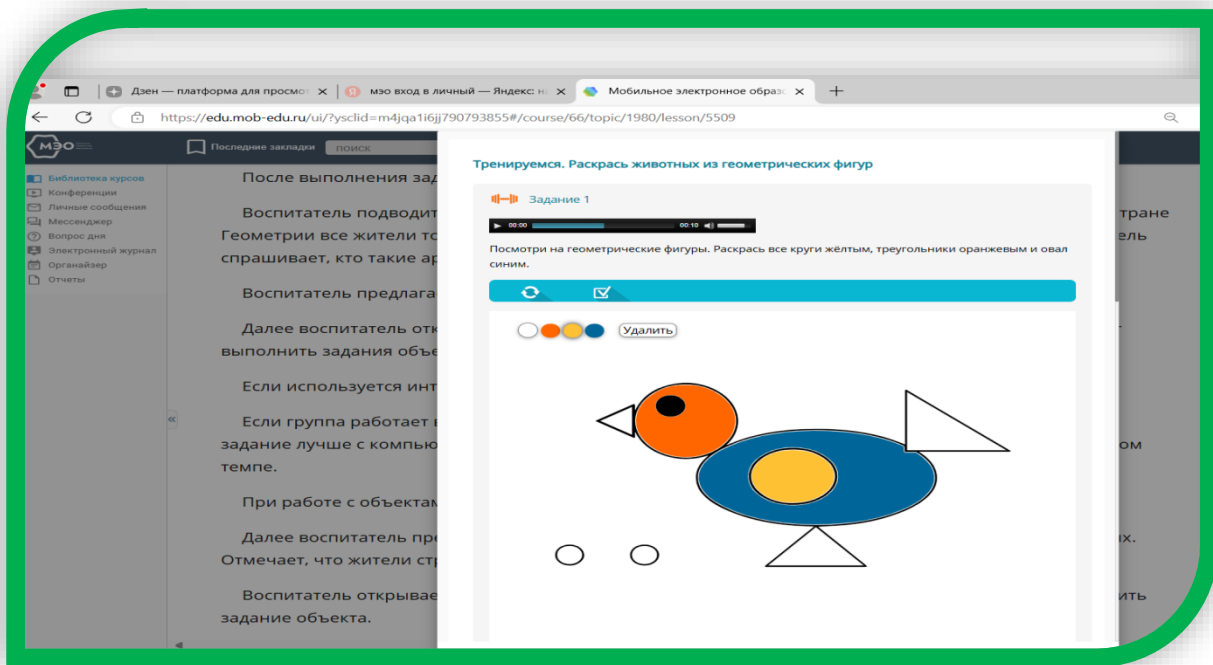 Дзен — платформа для просмо
мэо вход в личный — Яндекс: н
Мобильное электронное образо
https://edu.mob-edu.ru/ui/?ysclid=m4jqa1i6jj790793855#/course/66/topic/1980/lesson/5509
мэо
Последние закладки
ПОИСК
Библиотека курсов
Конференции
Личные сообщения
Мессенджер
Вопрос дня
Электронный журнал
Органайзер
Отчеты
После выполнения зад
Воспитатель подводит
тране
Геометрии все жители то
ель
спрашивает, кто такие ар
Воспитатель предлага
Далее воспитатель отк
выполнить задания объе
Если используется инт
Если группа работает в
задание лучше с компью
ом
темпе.
При работе с объектам
Далее воспитатель пре
ых.
Отмечает, что жители стр
Воспитатель открывае
ить
задание объекта.
Тренируемся. Раскрась животных из геометрических фигур
Задание 1
00:00
00:10
Посмотри на геометрические фигуры. Раскрась все круги жёлтым, треугольники оранжевым и овал
синим.
Удалить